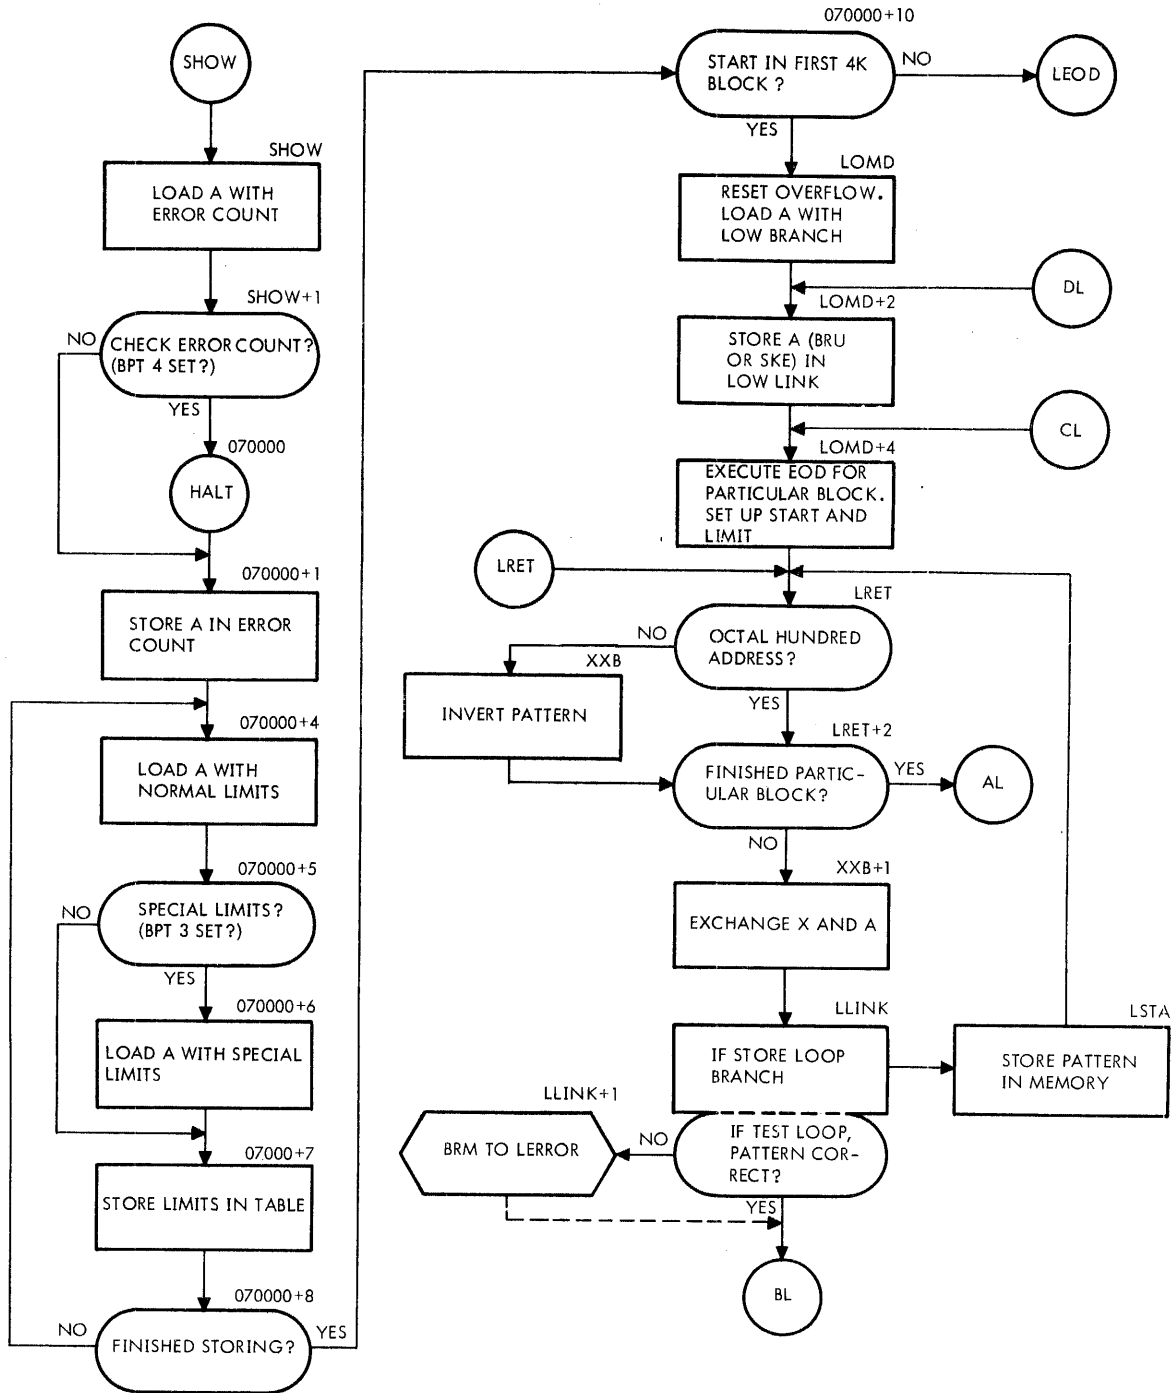 SHOW
SHOW
LOAD A WITH
ERROR COUNT
SHOW+1
NO
CHECK ERROR COUNT?
(BPT 4 SET?)
YES
070000
HALT
070000+1
STORE A IN ERROR
COUNT
070000+4
LOAD A WITH
NORMAL LIMITS
070000+5
NO
SPECIAL LIMITS?
(BPT 3 SET?)
YES
070000+6
LOAD A WITH SPECIAL
LIMITS
07000+7
STORE LIMITS IN TABLE
070000+8
NO
FINISHED STORING?
YES
070000+10
START IN FIRST 4K
BLOCK?
NO
LEOD
YES
LOMD
RESET OVERFLOW.
LOAD A WITH
LOW BRANCH
DL
LOMD+2
STORE A (BRU
OR SKE) IN
LOW LINK
CL
LOMD+4
EXECUTE EOD FOR
PARTICULAR BLOCK.
SET UP START AND
LIMIT
LRET
LRET
NO
OCTAL HUNDRED
ADDRESS?
XXB
INVERT PATTERN
YES
LRET+2
FINISHED PARTIC-
ULAR BLOCK?
YES
AL
NO
XXB+1
EXCHANGE X AND A
LLINK
IF STORE LOOP
BRANCH
LSTA
STORE PATTERN
IN MEMORY
LLINK+1
BRM TO LERROR
NO
IF TEST LOOP,
PATTERN COR-
RECT?
YES
BL